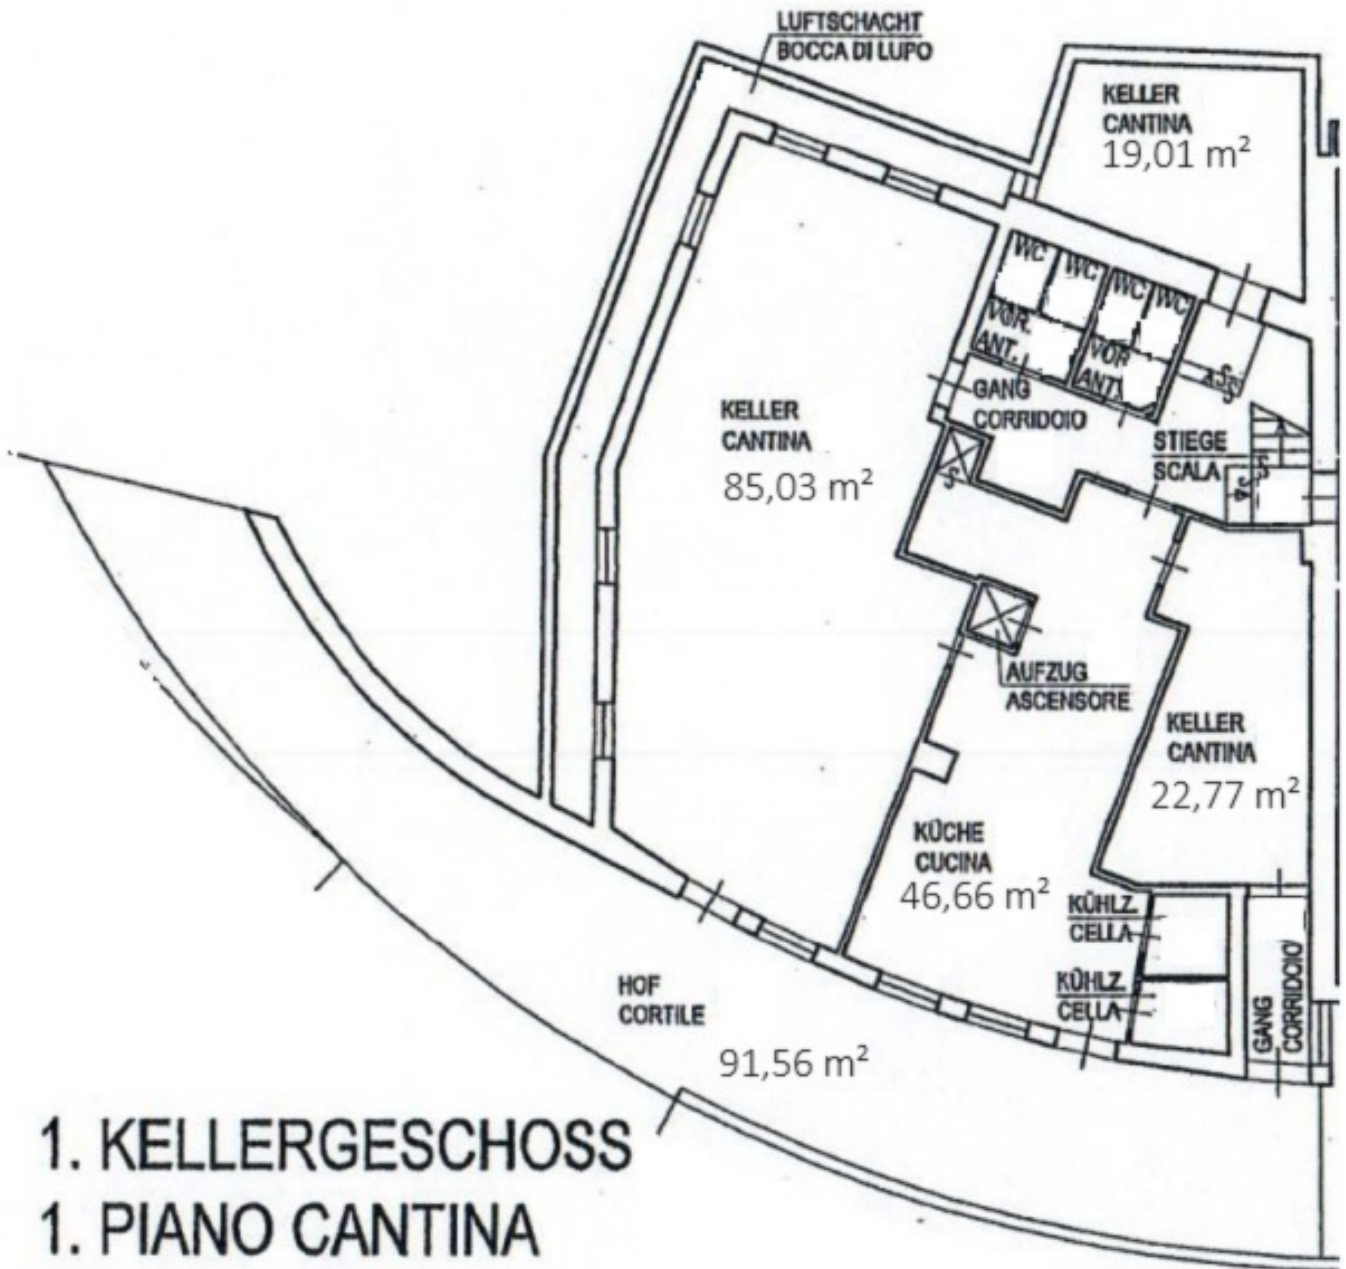 LUFTSCHACHT
BOCCA DI LUPO
KELLER
CANTINA
19,01 m²
WC
WC
WC
WC
VOR.
ANT.
VOR
ANT.
GANG
CORRIDOIO
KELLER
CANTINA
85,03 m²
STIEGE
SCALA
AUFZUG
ASCENSORE
KELLER
CANTINA
22,77 m²
KÜCHE
CUCINA
46,66 m²
KÜHLZ.
CELLA
KÜHLZ.
CELLA
GANG
CORRIDOIO
HOF
CORTILE
91,56 m²
1. KELLERGESCHOSS
1. PIANO CANTINA